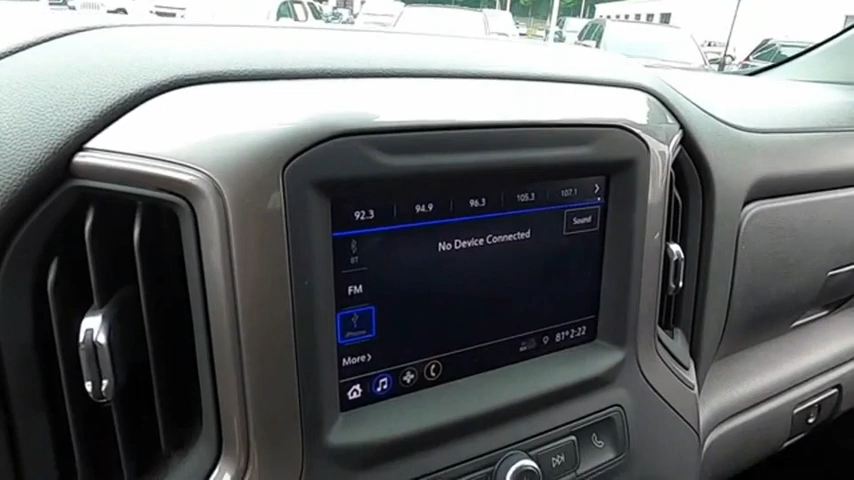 92.3 94.9 96.3 105.3 107.1
Sound
No Device Connected
BT
FM
iPhone
More
81° 2:22